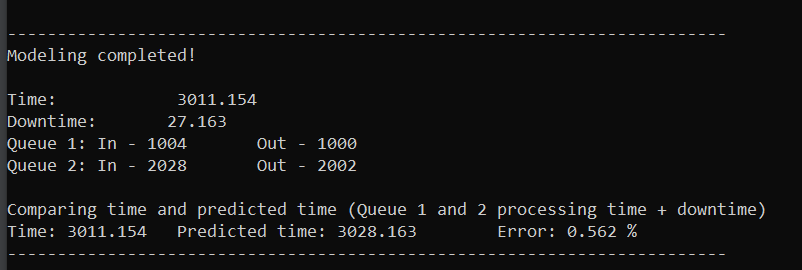 ------------------------------------------------------------------------
Modeling completed!
Time:            3011.154
Downtime:       27.163
Queue 1: In - 1004       Out - 1000
Queue 2: In - 2028       Out - 2002
Comparing time and predicted time (Queue 1 and 2 processing time + downtime)
Time: 3011.154   Predicted time: 3028.163        Error: 0.562 %
------------------------------------------------------------------------